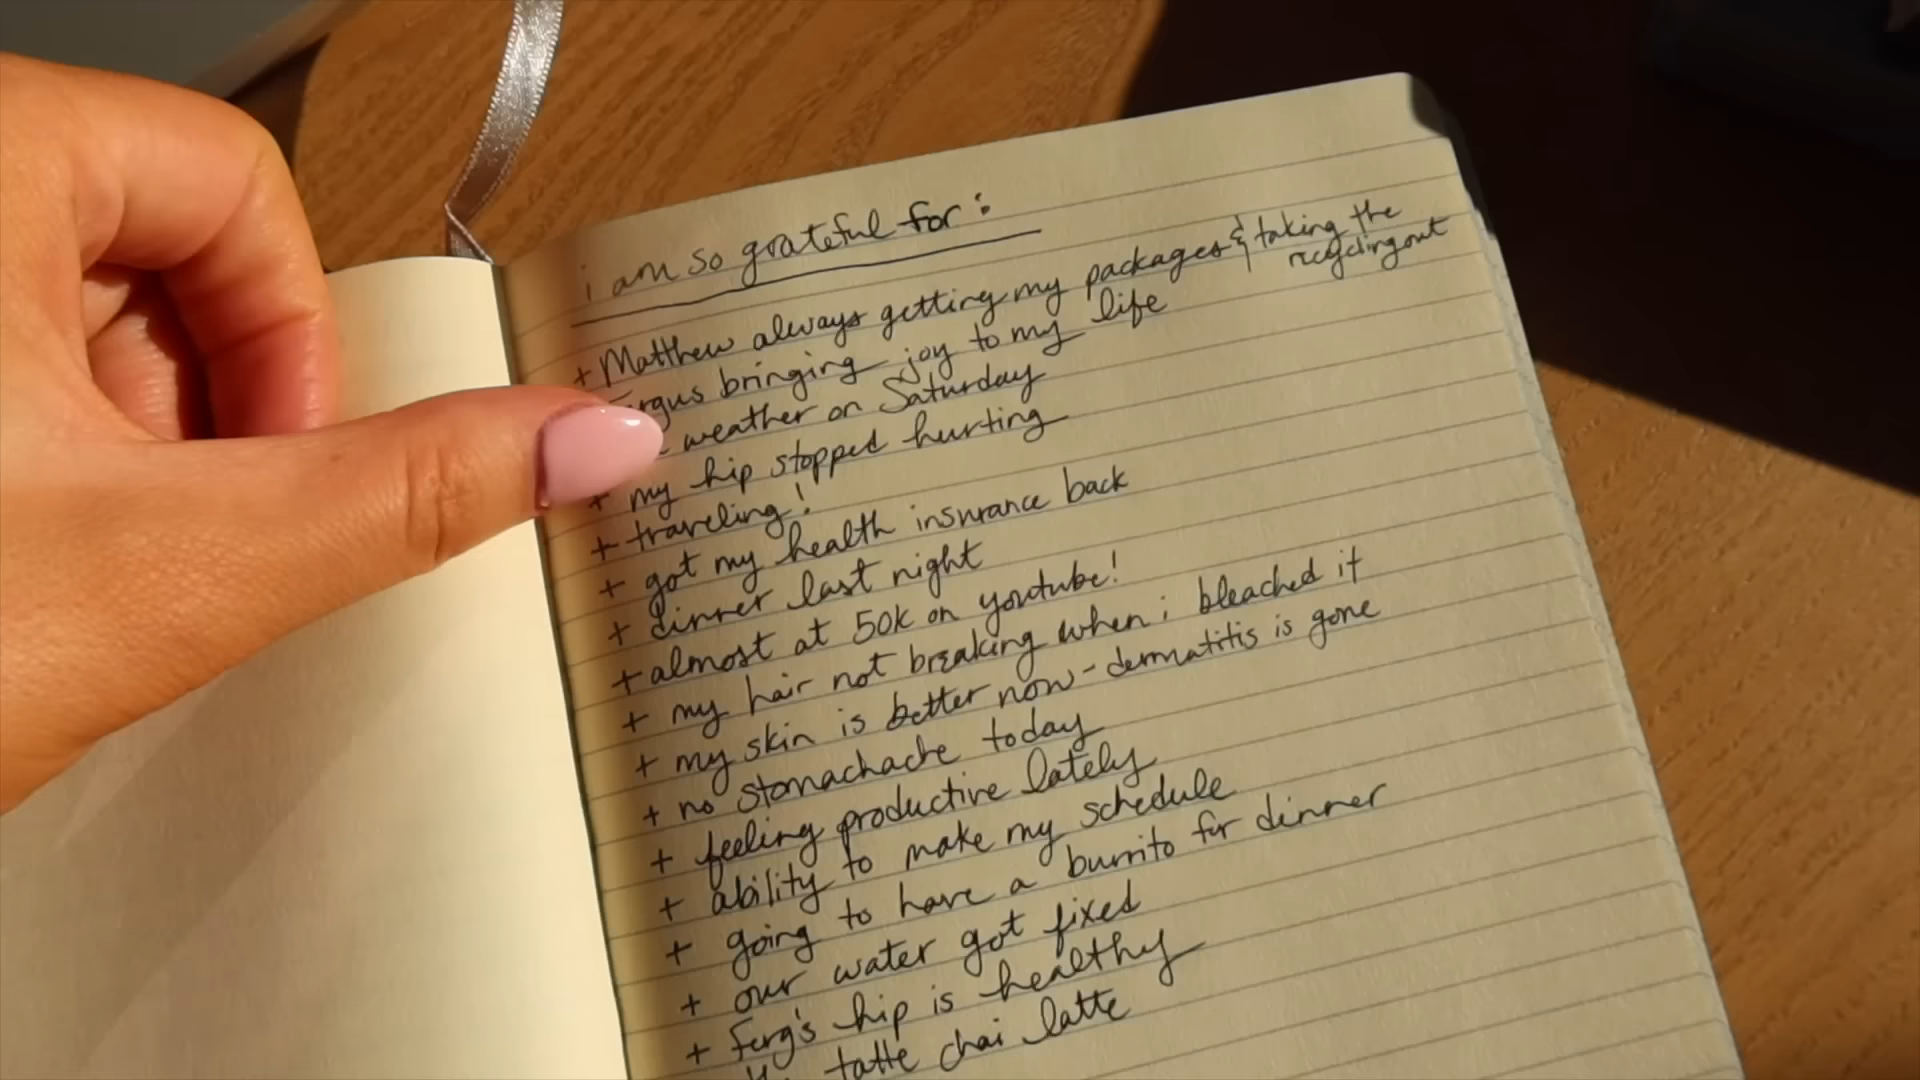 i am so grateful for:
+ Matthew always getting my packages & taking the
recycling out
bringing joy to my life
weather on Saturday
+ my hip stopped hurting
+ traveling!
+ got my health insurance back
+ dinner last night
+ almost at 50k on youtube!
+ my hair not breaking when i bleached it
+ my skin is better now - dermatitis is gone
+ no stomachache today
+ feeling productive lately
+ ability to make my schedule
+ going to have a burrito for dinner
+ our water got fixed
+ Ferg's hip is healthy
tatte chai latte